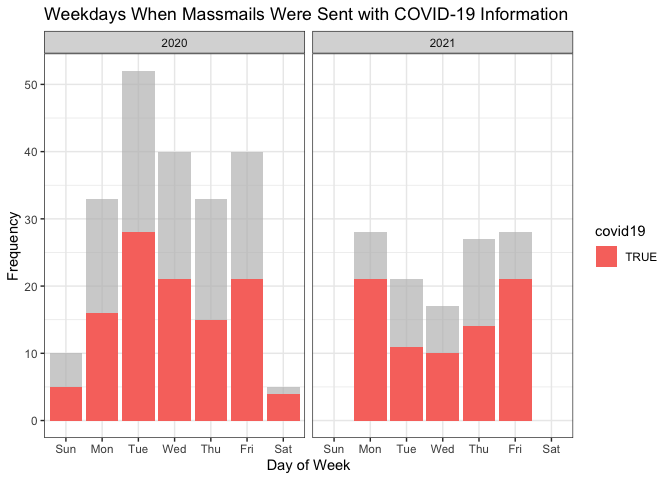 Weekdays When Massmails Were Sent with COVID-19 Information
2020
2021
50
40
30
20
10
0
Frequency
Sun Mon Tue Wed Thu Fri Sat
Sun Mon Tue Wed Thu Fri Sat
Day of Week
covid19
TRUE